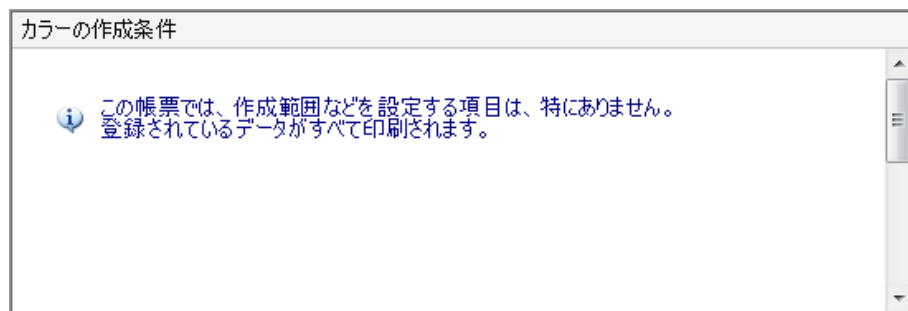 カラーの作成条件
この帳票では、作成範囲などを設定する項目は、特にありません。
登録されているデータがすべて印刷されます。